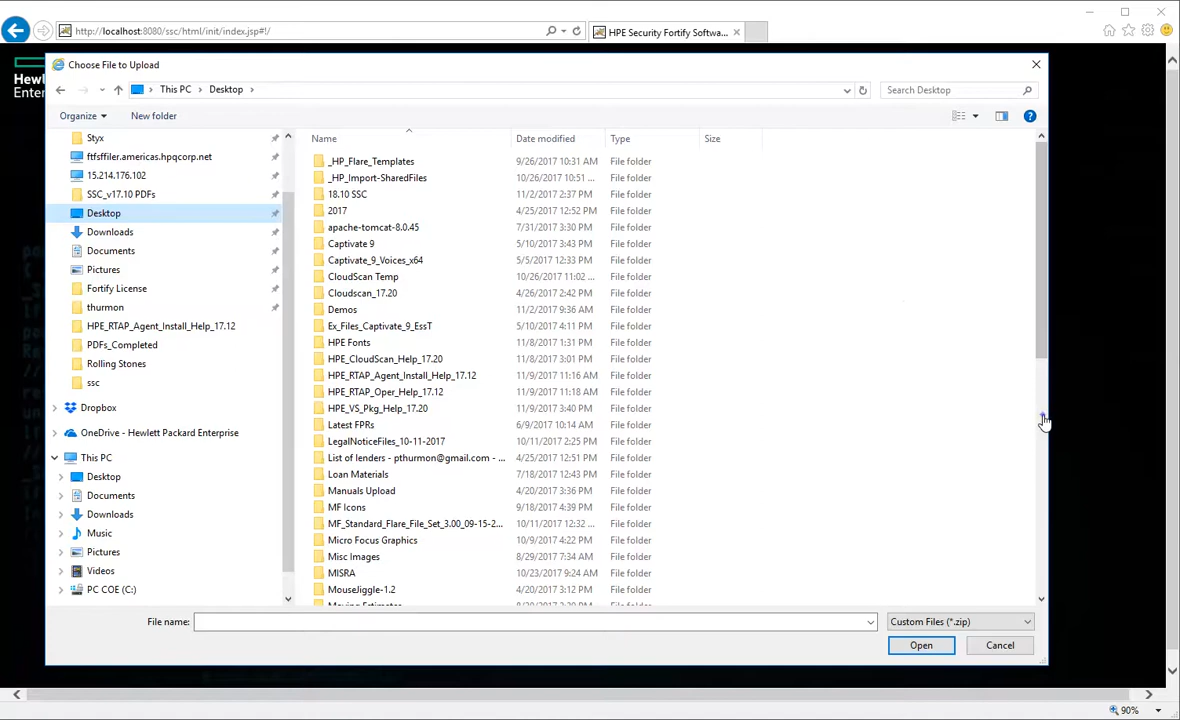 http://localhost:8080/ssc/html/init/index.jsp#!/
HPE Security Fortify Softwa...
Choose File to Upload
This PC > Desktop >
Search Desktop
Organize
New folder
Name
Date modified
Type
Size
Styx
ftfsffiler.americas.hpqcorp.net
15.214.176.102
SSC_v17.10 PDFs
Desktop
Downloads
Documents
Pictures
Fortify License
thurmon
HPE_RTAP_Agent_Install_Help_17.12
PDFs_Completed
Rolling Stones
ssc
Dropbox
OneDrive - Hewlett Packard Enterprise
This PC
Desktop
Documents
Downloads
Music
Pictures
Videos
PC COE (C:)
_HP_Flare_Templates 9/26/2017 10:31 AM File folder
_HP_Import-SharedFiles 10/26/2017 10:51 ... File folder
18.10 SSC 11/2/2017 2:37 PM File folder
2017 4/25/2017 12:52 PM File folder
apache-tomcat-8.0.45 7/31/2017 3:30 PM File folder
Captivate 9 5/10/2017 3:43 PM File folder
Captivate_9_Voices_x64 5/5/2017 12:33 PM File folder
CloudScan Temp 10/26/2017 11:02 ... File folder
Cloudscan_17.20 4/26/2017 2:42 PM File folder
Demos 11/2/2017 9:36 AM File folder
Ex_Files_Captivate_9_EssT 5/10/2017 4:11 PM File folder
HPE Fonts 11/8/2017 1:31 PM File folder
HPE_CloudScan_Help_17.20 11/8/2017 3:01 PM File folder
HPE_RTAP_Agent_Install_Help_17.12 11/9/2017 11:16 AM File folder
HPE_RTAP_Oper_Help_17.12 11/9/2017 11:18 AM File folder
HPE_VS_Pkg_Help_17.20 11/9/2017 3:40 PM File folder
Latest FPRs 6/9/2017 10:14 AM File folder
LegalNoticeFiles_10-11-2017 10/11/2017 2:25 PM File folder
List of lenders - pthurmon@gmail.com - ... 4/25/2017 12:51 PM File folder
Loan Materials 7/18/2017 12:43 PM File folder
Manuals Upload 4/20/2017 3:36 PM File folder
MF Icons 9/18/2017 4:39 PM File folder
MF_Standard_Flare_File_Set_3.00_09-15-2... 10/11/2017 12:32 ... File folder
Micro Focus Graphics 10/9/2017 4:22 PM File folder
Misc Images 8/29/2017 7:34 AM File folder
MISRA 10/23/2017 9:24 AM File folder
MouseJiggle-1.2 4/20/2017 3:12 PM File folder
File name:
Custom Files (*.zip)
Open
Cancel
90%